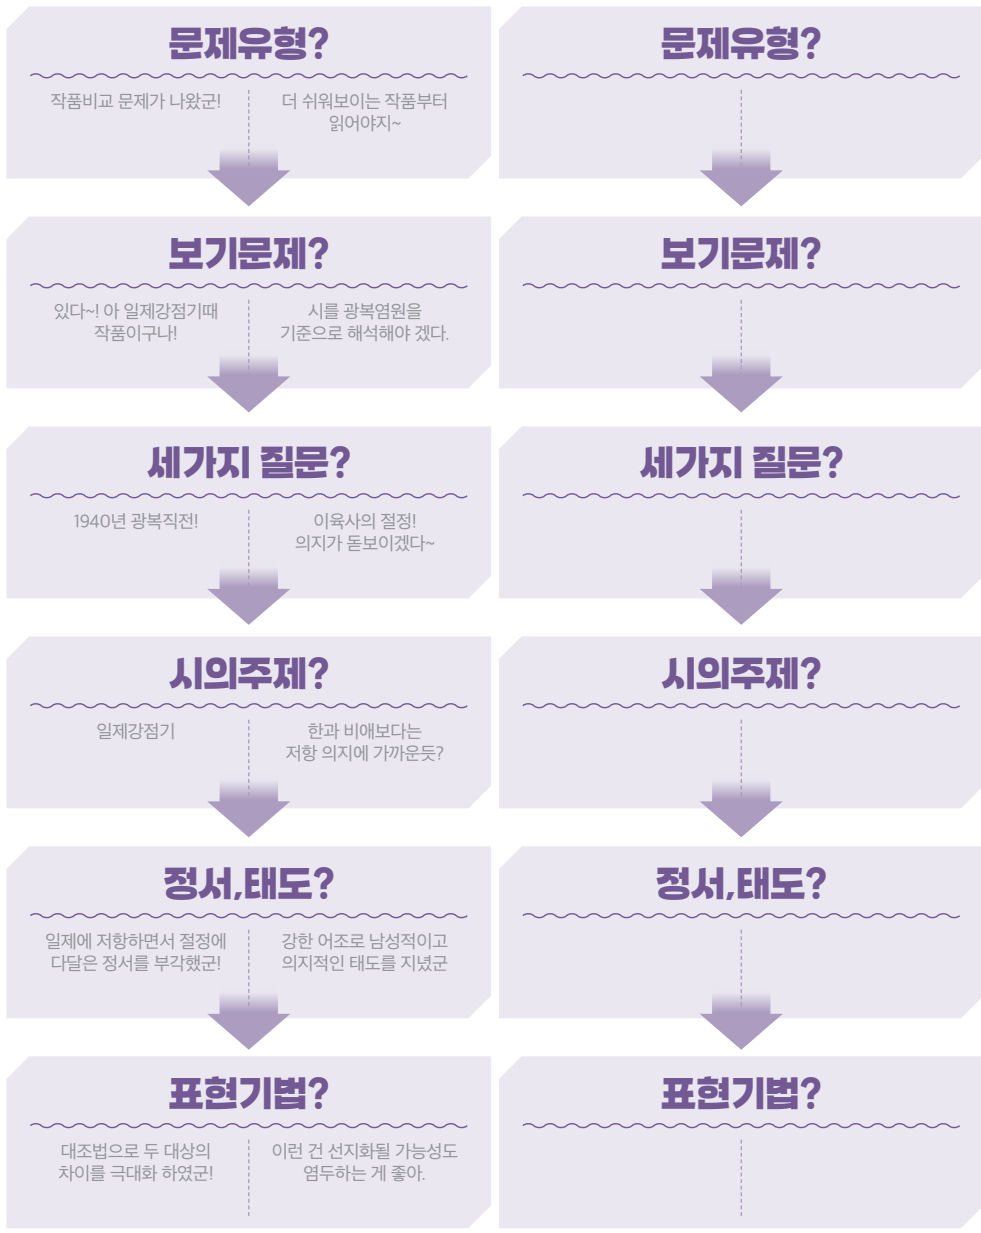 문제유형?
작품비교 문제가 나왔군!
더 쉬워보이는 작품부터
읽어야지~
보기문제?
있다~! 아 일제강점기때
작품이구나!
시를 광복염원을
기준으로 해석해야 겠다.
세가지 질문?
1940년 광복직전!
이육사의 절정!
의지가 돋보이겠다~
시의주제?
일제강점기
한과 비애보다는
저항 의지에 가까운듯?
정서,태도?
일제에 저항하면서 절정에
다달은 정서를 부각했군!
강한 어조로 남성적이고
의지적인 태도를 지녔군
표현기법?
대조법으로 두 대상의
차이를 극대화 하였군!
이런 건 선지화될 가능성도
염두하는 게 좋아.
문제유형?
보기문제?
세가지 질문?
시의주제?
정서,태도?
표현기법?